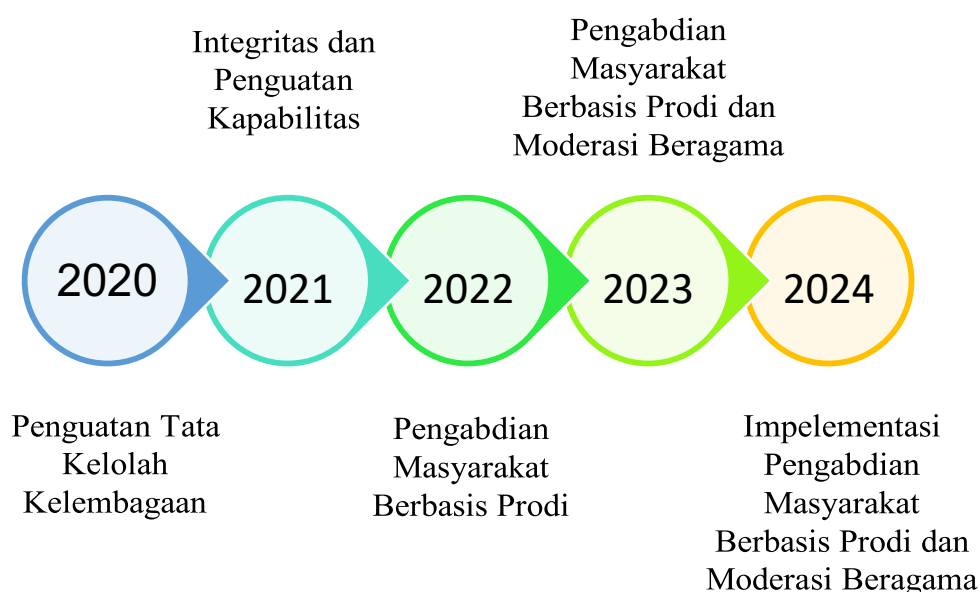 Integritas dan
Penguatan
Kapabilitas
Pengabdian
Masyarakat
Berbasis Prodi dan
Moderasi Beragama
2020
2021
2022
2023
2024
Penguatan Tata
Kelolah
Kelembagaan
Pengabdian
Masyarakat
Berbasis Prodi
Impelementasi
Pengabdian
Masyarakat
Berbasis Prodi dan
Moderasi Beragama